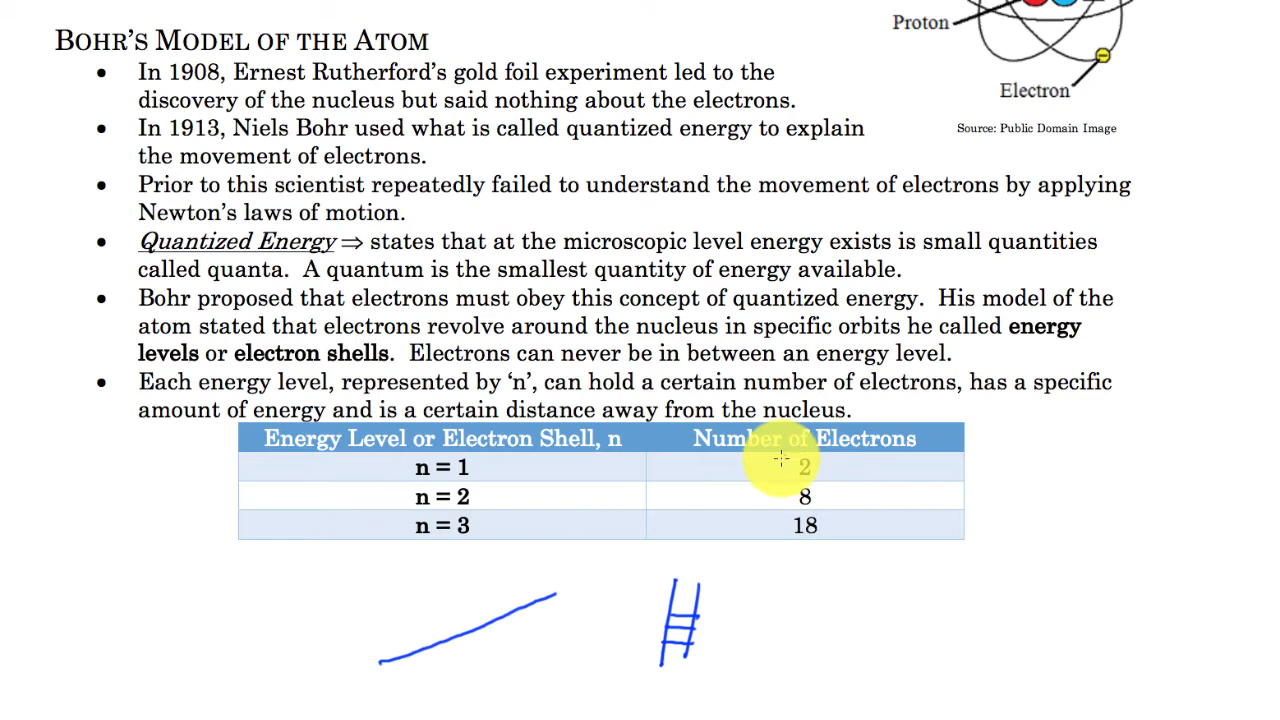 Proton
BOHR'S MODEL OF THE ATOM
• In 1908, Ernest Rutherford's gold foil experiment led to the
discovery of the nucleus but said nothing about the electrons.
Electron
• In 1913, Niels Bohr used what is called quantized energy to explain
the movement of electrons.
Source: Public Domain Image
• Prior to this scientist repeatedly failed to understand the movement of electrons by applying
Newton's laws of motion.
• Quantized Energy ⇒ states that at the microscopic level energy exists is small quantities
called quanta. A quantum is the smallest quantity of energy available.
• Bohr proposed that electrons must obey this concept of quantized energy. His model of the
atom stated that electrons revolve around the nucleus in specific orbits he called energy
levels or electron shells. Electrons can never be in between an energy level.
• Each energy level, represented by 'n', can hold a certain number of electrons, has a specific
amount of energy and is a certain distance away from the nucleus.
Energy Level or Electron Shell, n Number of Electrons
n = 1 2
n = 2 8
n = 3 18